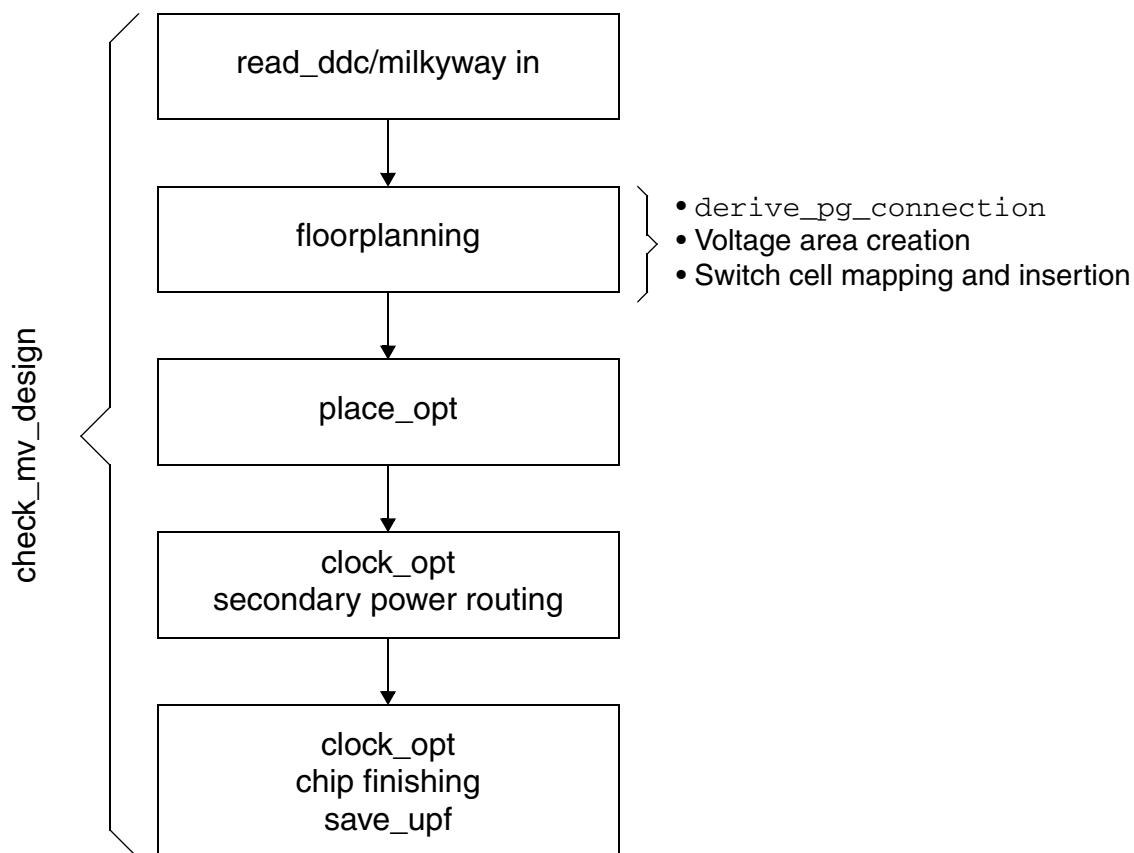 read_ddc/milkyway in
floorplanning
• derive_pg_connection
• Voltage area creation
• Switch cell mapping and insertion
check_mv_design
place_opt
clock_opt
secondary power routing
clock_opt
chip finishing
save_upf